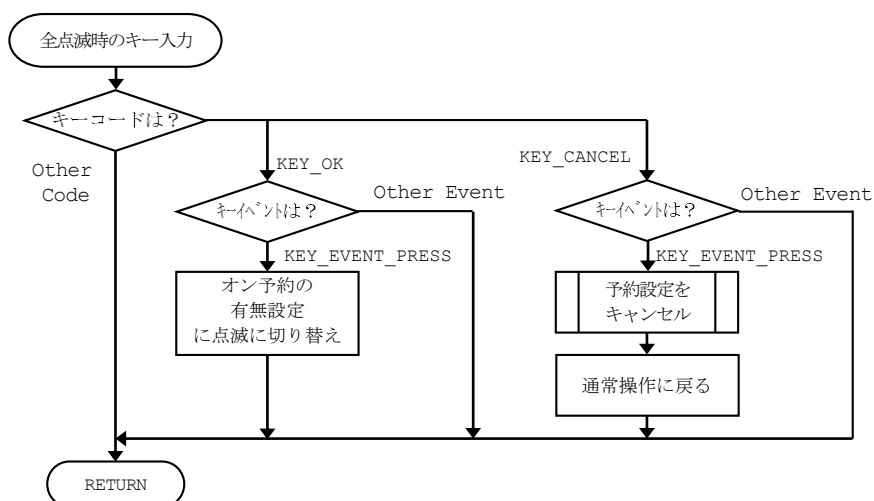 全点滅時のキー入力
キーコードは？
Other
Code
KEY_OK
KEY_CANCEL
ｷｰｲﾍﾞﾝﾄは？
Other Event
ｷｰｲﾍﾞﾝﾄは？
Other Event
KEY_EVENT_PRESS
KEY_EVENT_PRESS
オン予約の
有無設定
に点滅に切り替え
予約設定を
キャンセル
通常操作に戻る
RETURN